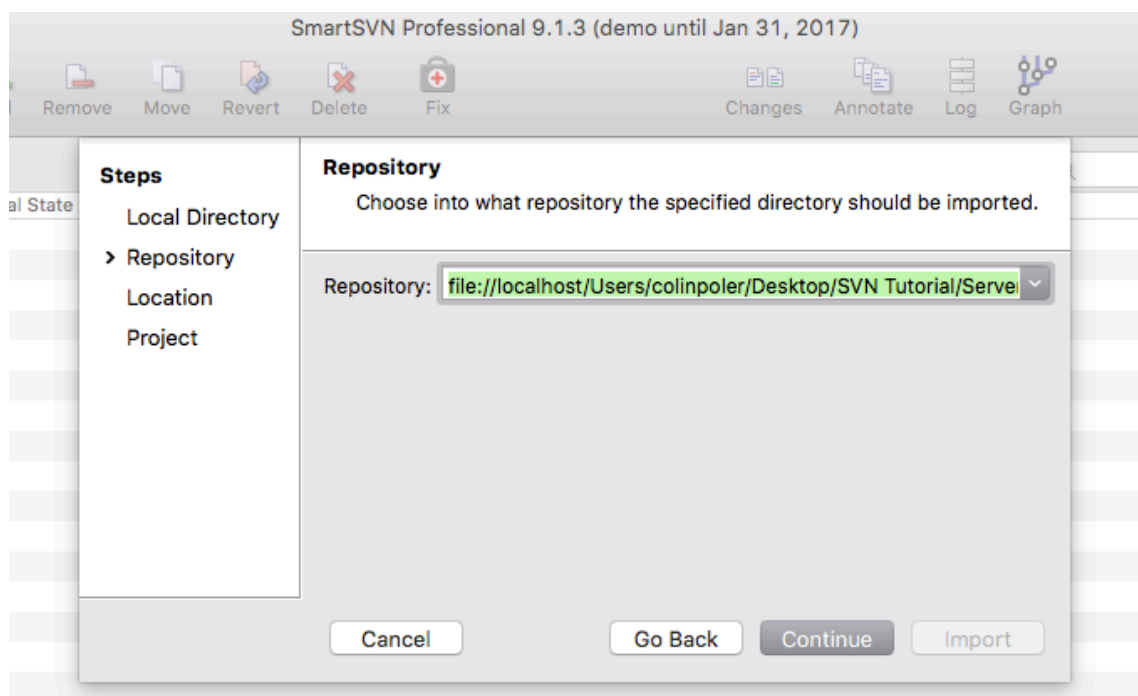 SmartSVN Professional 9.1.3 (demo until Jan 31, 2017)
Remove Move Revert Delete Fix Changes Annotate Log Graph
al State
Steps
Local Directory
> Repository
Location
Project
Repository
Choose into what repository the specified directory should be imported.
Repository: file://localhost/Users/colinpoler/Desktop/SVN Tutorial/Server
Cancel Go Back Continue Import